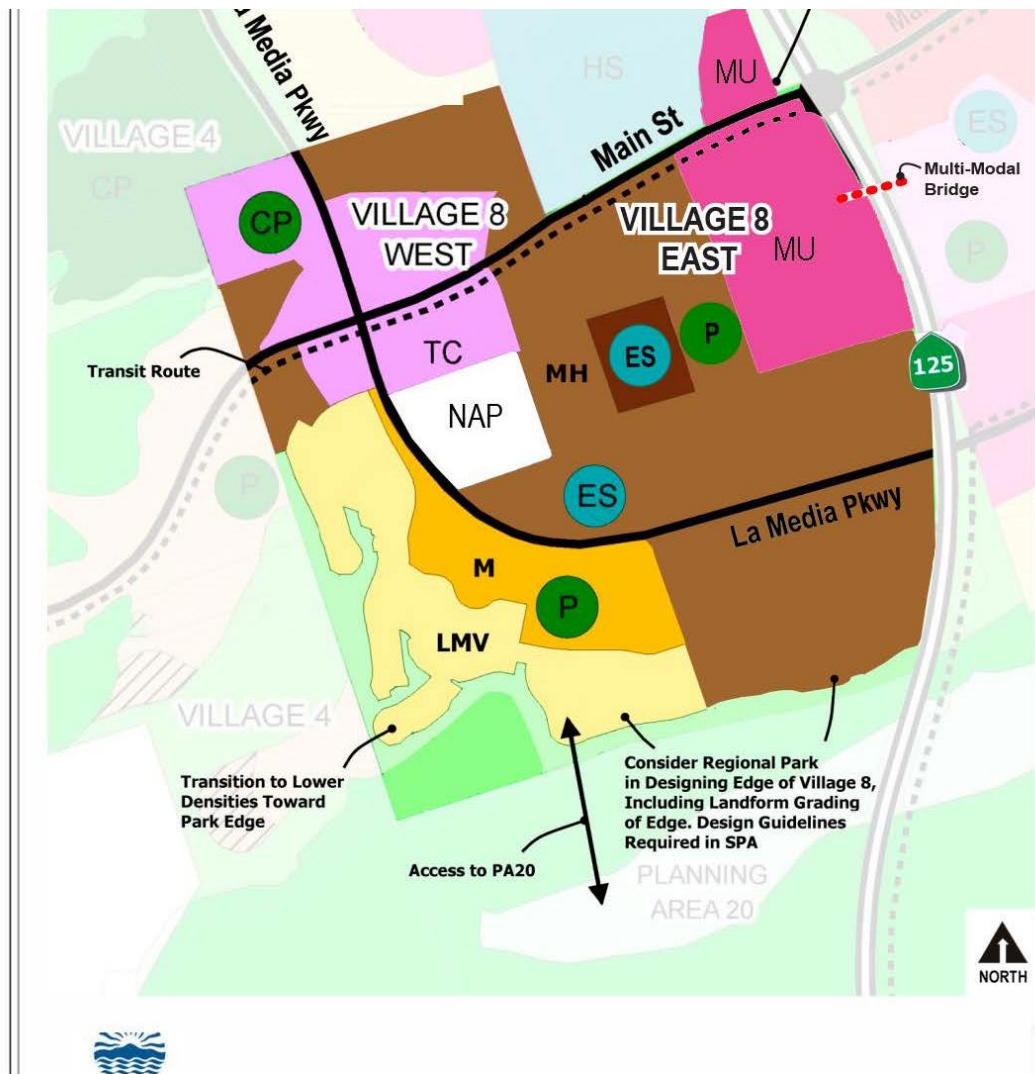 a Media Pkwy
HS
MU
Ma
VILLAGE 4
CP
Main St
ES
Multi-Modal
Bridge
CP
VILLAGE 8
WEST
VILLAGE 8
EAST
MU
P
Transit Route
TC
MH
ES
P
125
NAP
P
ES
La Media Pkwy
M
P
LMV
VILLAGE 4
Transition to Lower
Densities Toward
Park Edge
Consider Regional Park
in Designing Edge of Village 8,
Including Landform Grading
of Edge. Design Guidelines
Required in SPA
Access to PA20
PLANNING
AREA 20
NORTH